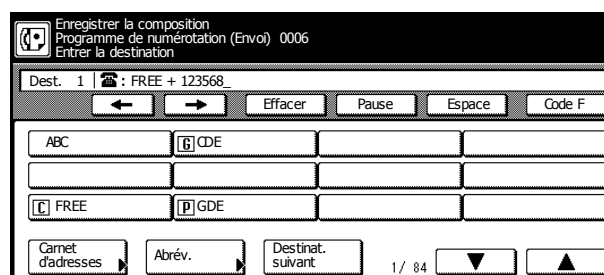 Enregistrer la composition
Programme de numérotation (Envoi) 0006
Entrer la destination
Dest. 1 ☎: FREE + 123568_
Effacer Pause Espace Code F
ABC G CDE
C FREE P GDE
Carnet d'adresses Abrév. Destinat. suivant 1/ 84